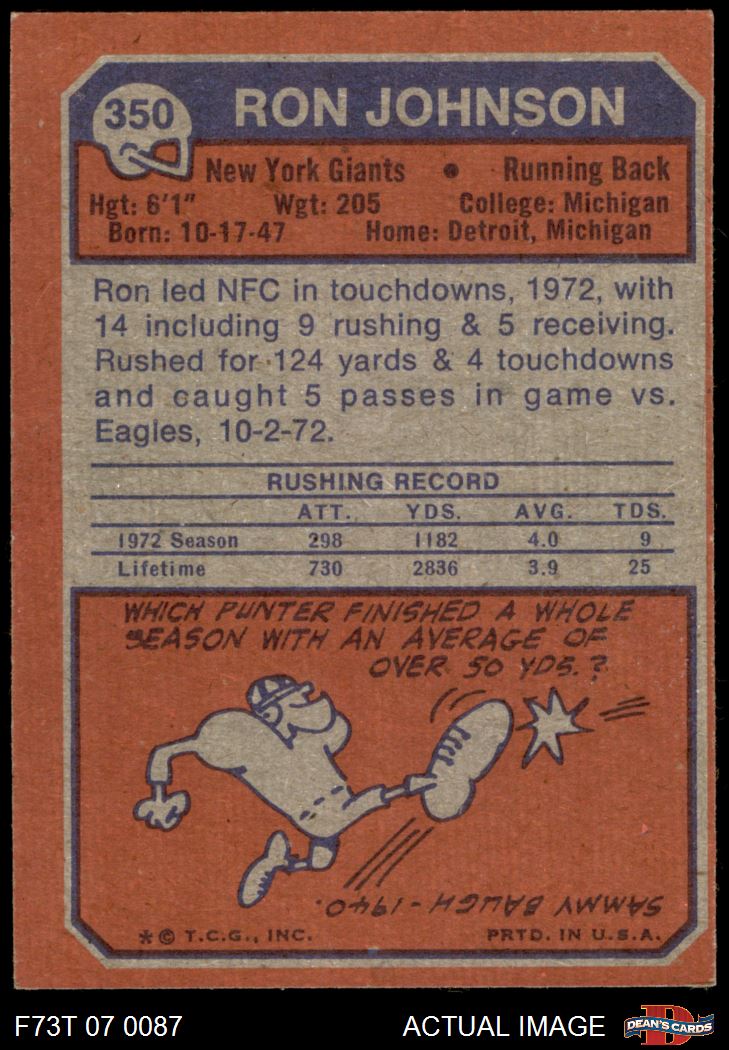 350 RON JOHNSON
New York Giants • Running Back
Hgt: 6'1" Wgt: 205 College: Michigan
Born: 10-17-47 Home: Detroit, Michigan
Ron led NFC in touchdowns, 1972, with
14 including 9 rushing & 5 receiving.
Rushed for 124 yards & 4 touchdowns
and caught 5 passes in game vs.
Eagles, 10-2-72.
RUSHING RECORD
ATT. YDS. AVG. TDS.
1972 Season 298 1182 4.0 9
Lifetime 730 2836 3.9 25
WHICH PUNTER FINISHED A WHOLE
SEASON WITH AN AVERAGE OF
OVER 50 YDS.?
SAMMY BAUGH-1940.
* © T.C.G., INC. PRTD. IN U.S.A.
F73T 07 0087 ACTUAL IMAGE DEAN'S CARDS